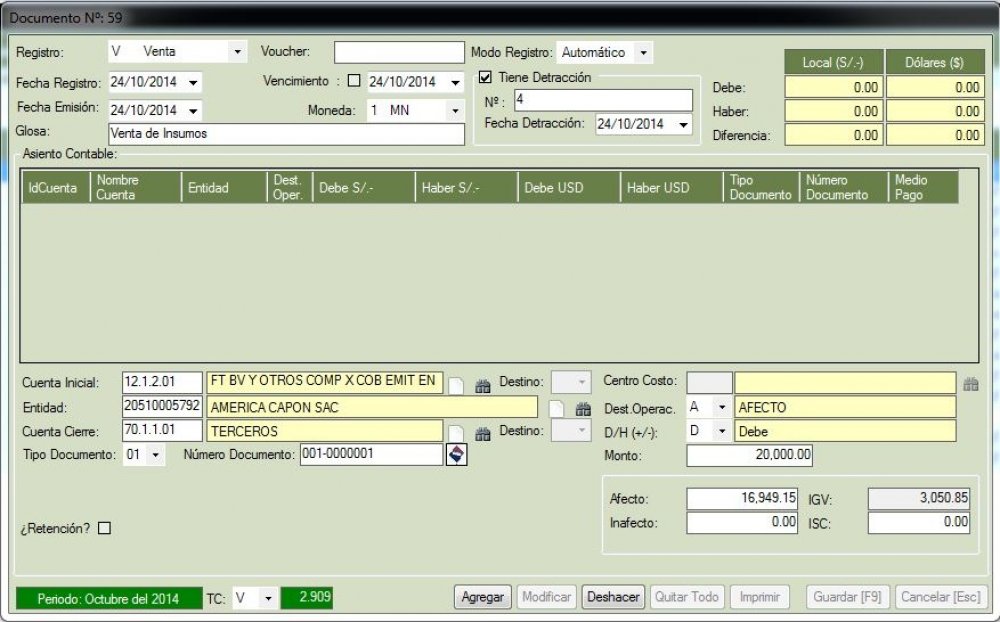 Documento Nº: 59
Registro: V Venta Voucher: Modo Registro: Automático
Local (S/.-) Dólares ($)
Fecha Registro: 24/10/2014 Vencimiento : 24/10/2014 Tiene Detracción
Debe: 0.00 0.00
Fecha Emisión: 24/10/2014 Moneda: 1 MN Nº : 4
Haber: 0.00 0.00
Glosa: Venta de Insumos Fecha Detracción: 24/10/2014
Diferencia: 0.00 0.00
Asiento Contable:
IdCuenta Nombre Cuenta Entidad Dest. Oper. Debe S/.- Haber S/.- Debe USD Haber USD Tipo Documento Número Documento Medio Pago
Cuenta Inicial: 12.1.2.01 FT BV Y OTROS COMP X COB EMIT EN Destino: Centro Costo:
Entidad: 20510005792 AMERICA CAPON SAC Dest.Operac. A AFECTO
Cuenta Cierre: 70.1.1.01 TERCEROS Destino: D/H (+/-): D Debe
Tipo Documento: 01 Número Documento: 001-0000001 Monto: 20,000.00
Afecto: 16,949.15 IGV: 3,050.85
Inafecto: 0.00 ISC: 0.00
¿Retención?
Periodo: Octubre del 2014 TC: V 2.909 Agregar Modificar Deshacer Quitar Todo Imprimir Guardar [F9] Cancelar [Esc]